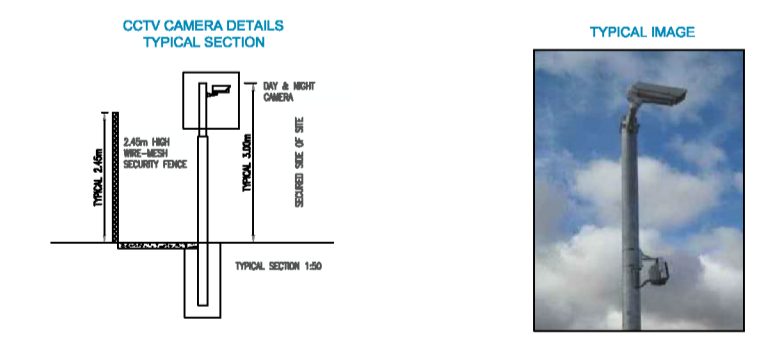 CCTV CAMERA DETAILS
TYPICAL SECTION
TYPICAL IMAGE
DAY & NIGHT
CAMERA
TYPICAL 2.45m
2.45m HIGH
WIRE-MESH
SECURITY FENCE
TYPICAL 3.00m
SECURED SIDE OF SITE
TYPICAL SECTION 1:50